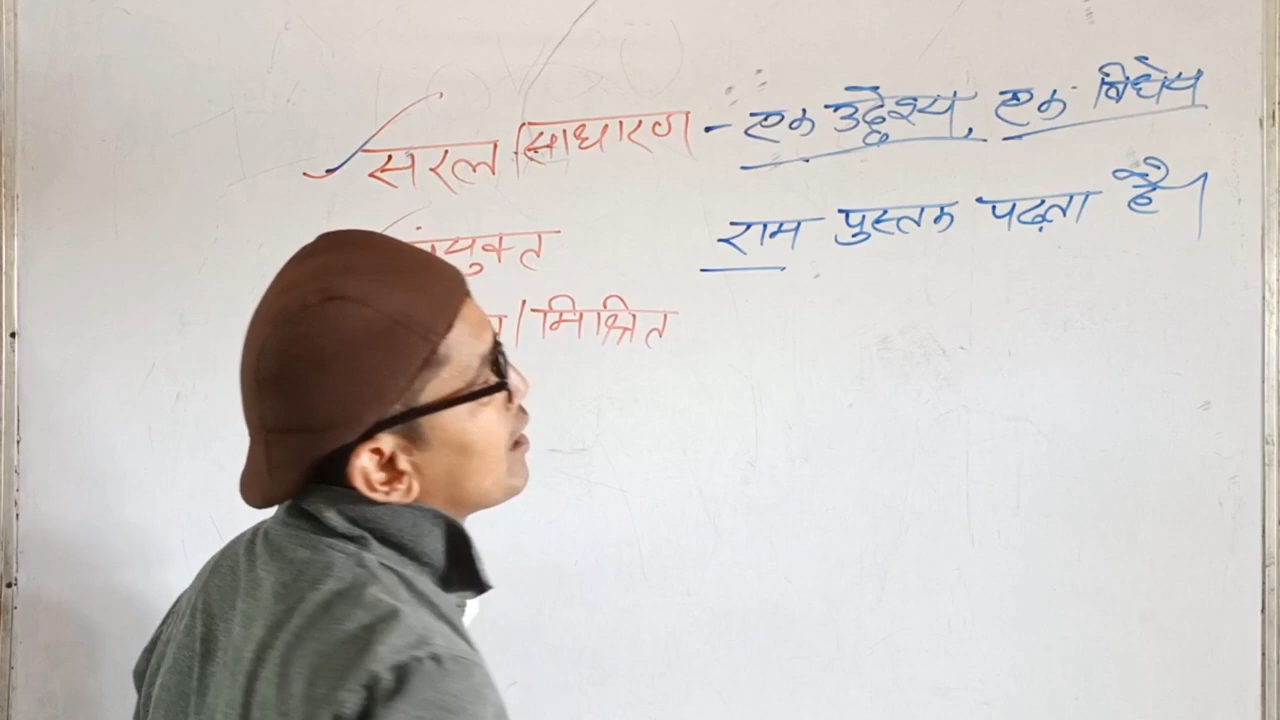 सरल/साधारण - एक उद्देश्य, एक विधेय
राम पुस्तक पढ़ता है।
संयुक्त
/मिश्रित